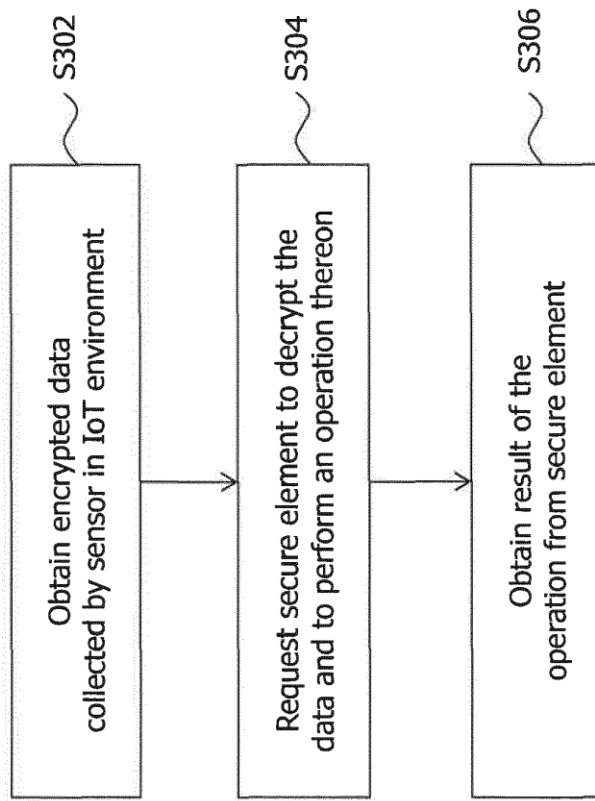 Obtain encrypted data
collected by sensor in IoT environment
S302
Request secure element to decrypt the
data and to perform an operation thereon
S304
Obtain result of the
operation from secure element
S306